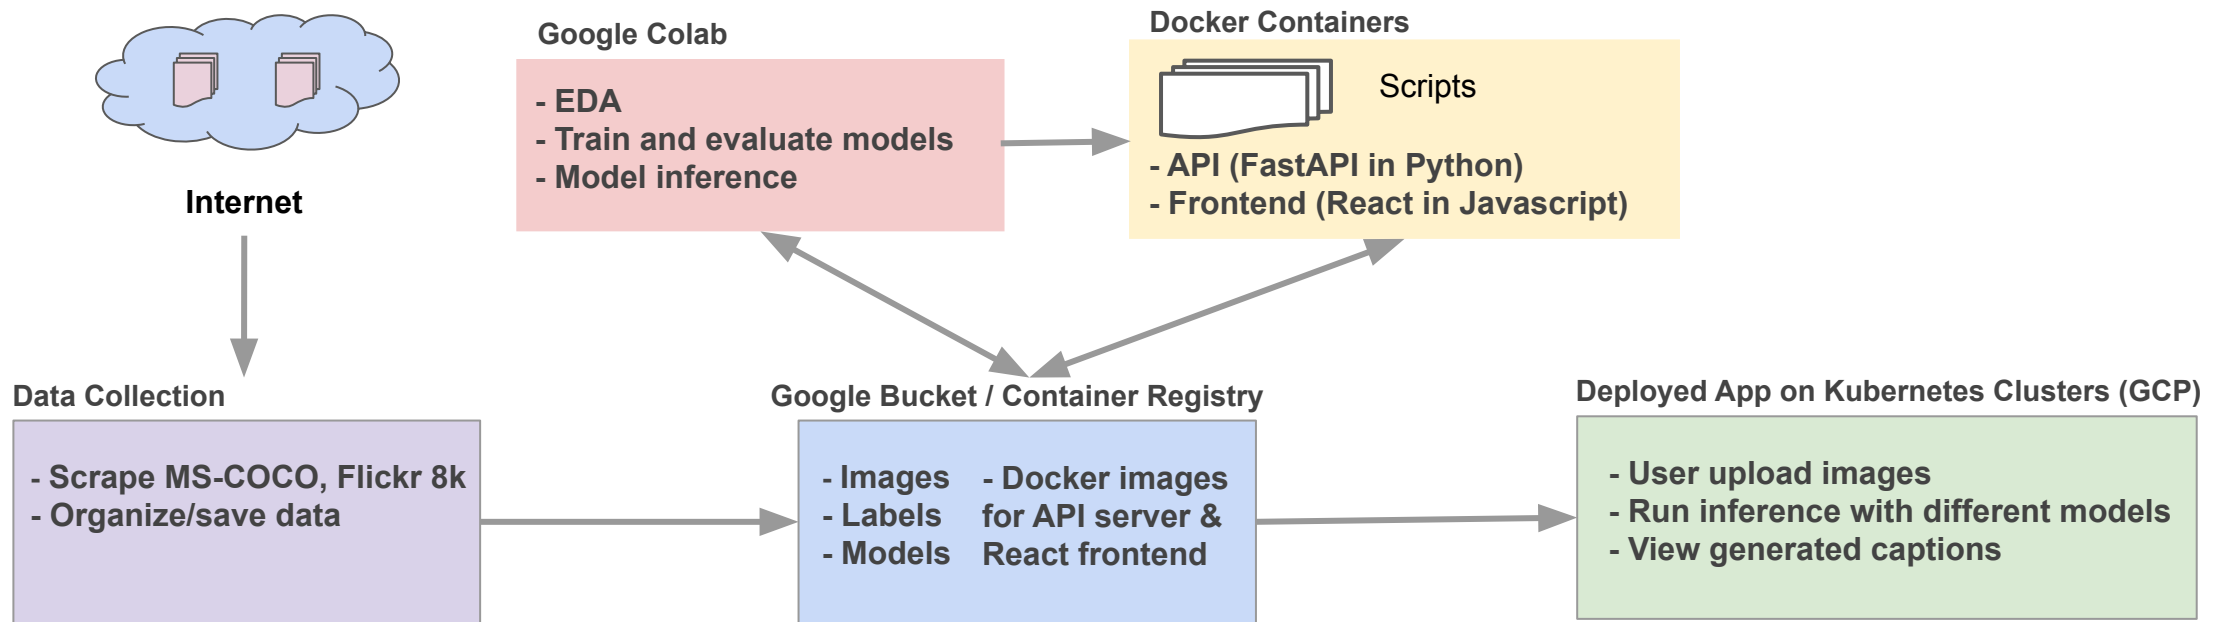 Internet
Google Colab
- EDA
- Train and evaluate models
- Model inference
Docker Containers
Scripts
- API (FastAPI in Python)
- Frontend (React in Javascript)
Data Collection
- Scrape MS-COCO, Flickr 8k
- Organize/save data
Google Bucket / Container Registry
- Images
- Labels
- Models
- Docker images
for API server &
React frontend
Deployed App on Kubernetes Clusters (GCP)
- User upload images
- Run inference with different models
- View generated captions